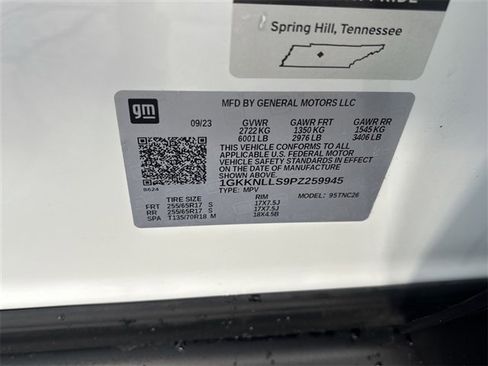 Spring Hill, Tennessee
gm
MFD BY GENERAL MOTORS LLC
09/23 GVWR GAWR FRT GAWR RR
2722 KG 1350 KG 1545 KG
6001 LB 2976 LB 3406 LB
THIS VEHICLE CONFORMS TO ALL
APPLICABLE U.S. FEDERAL MOTOR
VEHICLE SAFETY STANDARDS IN EFFECT
ON THE DATE OF MANUFACTURE
SHOWN ABOVE.
1GKKNLLS9PZ259945
TYPE: MPV MODEL: 95TNC26
TIRE SIZE RIM
FRT 255/65R17 S 17X7.5J
RR 255/65R17 S 17X7.5J
SPA T135/70R18 M 18X4.5B